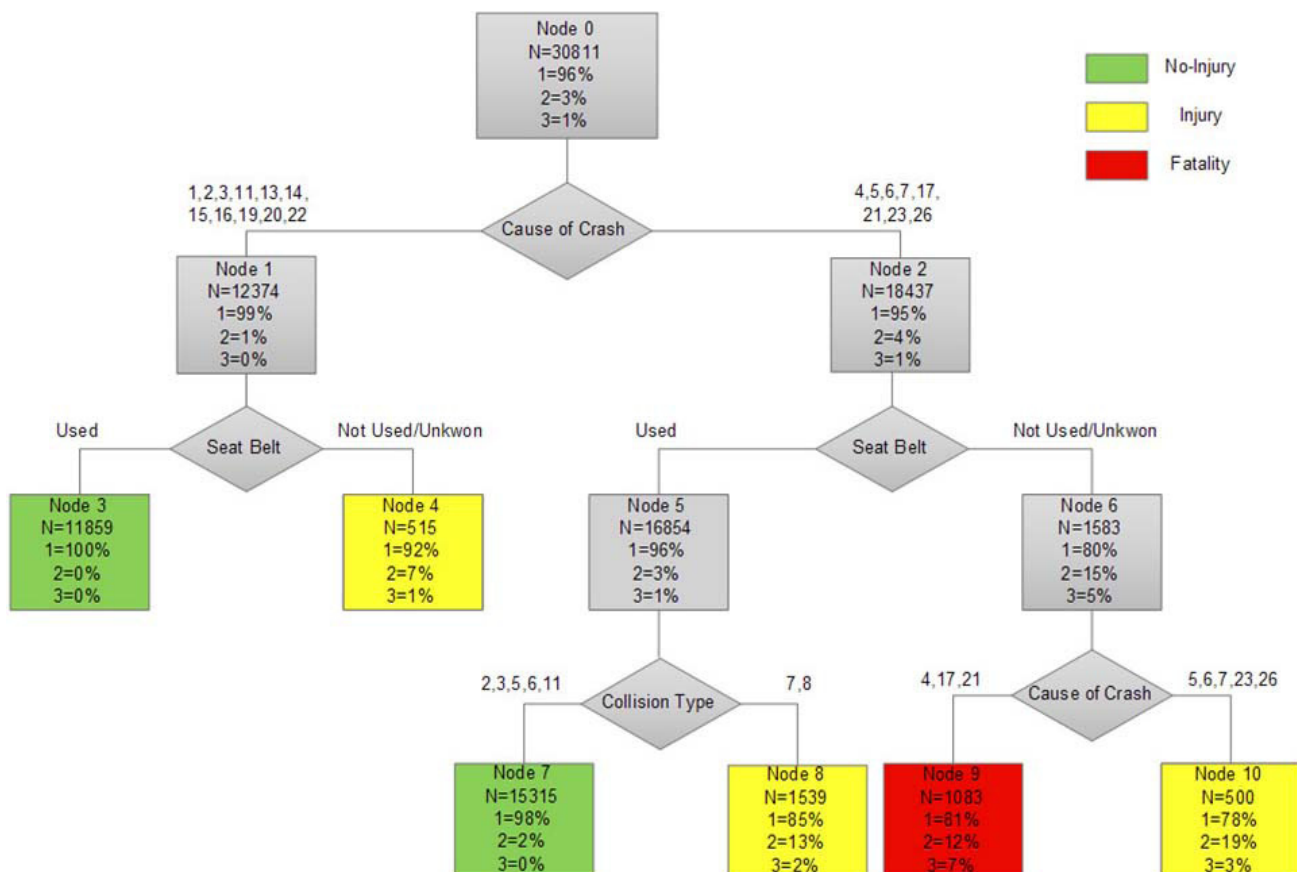 Node 0
N=30811
1=96%
2=3%
3=1%
No-Injury
Injury
Fatality
1,2,3,11,13,14,
15,16,19,20,22
Cause of Crash
4,5,6,7,17,
21,23,26
Node 1
N=12374
1=99%
2=1%
3=0%
Node 2
N=18437
1=95%
2=4%
3=1%
Used
Seat Belt
Not Used/Unkwon
Used
Seat Belt
Not Used/Unkwon
Node 3
N=11859
1=100%
2=0%
3=0%
Node 4
N=515
1=92%
2=7%
3=1%
Node 5
N=16854
1=96%
2=3%
3=1%
Node 6
N=1583
1=80%
2=15%
3=5%
2,3,5,6,11
Collision Type
7,8
4,17,21
Cause of Crash
5,6,7,23,26
Node 7
N=15315
1=98%
2=2%
3=0%
Node 8
N=1539
1=85%
2=13%
3=2%
Node 9
N=1083
1=81%
2=12%
3=7%
Node 10
N=500
1=78%
2=19%
3=3%